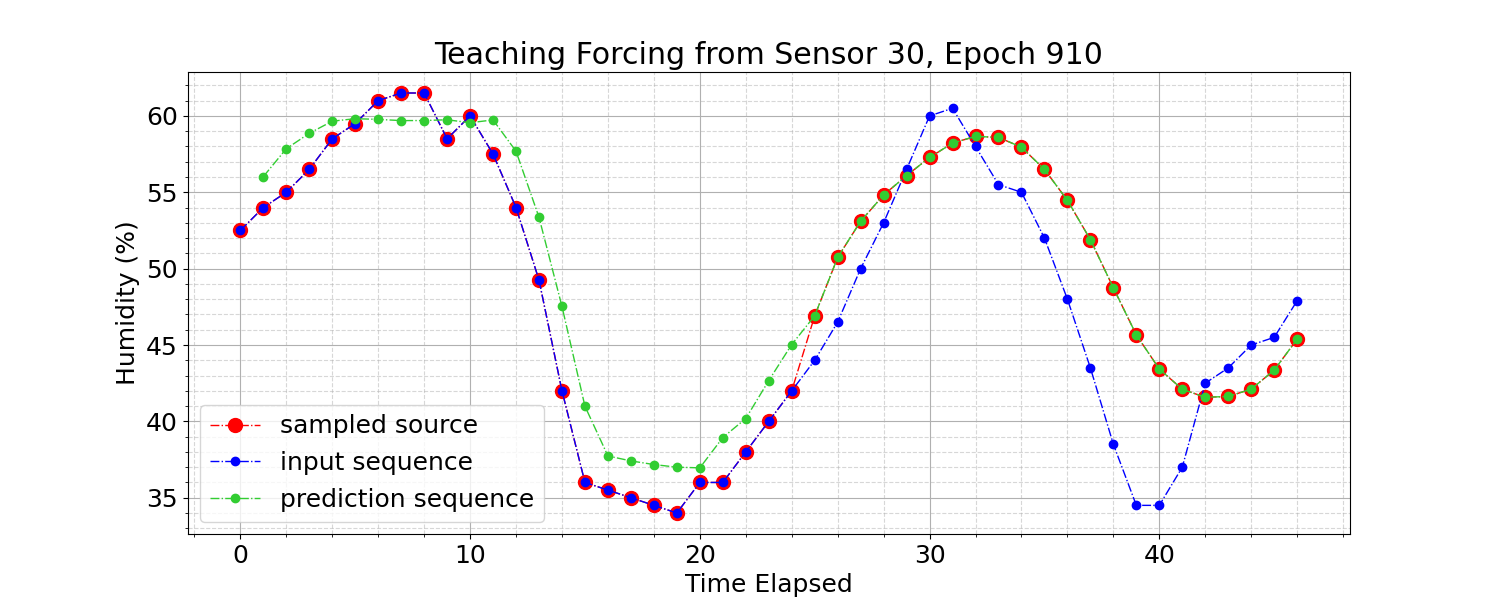 Teaching Forcing from Sensor 30, Epoch 910
Humidity (%)
60
55
50
45
40
35
sampled source
input sequence
prediction sequence
0 10 20 30 40
Time Elapsed